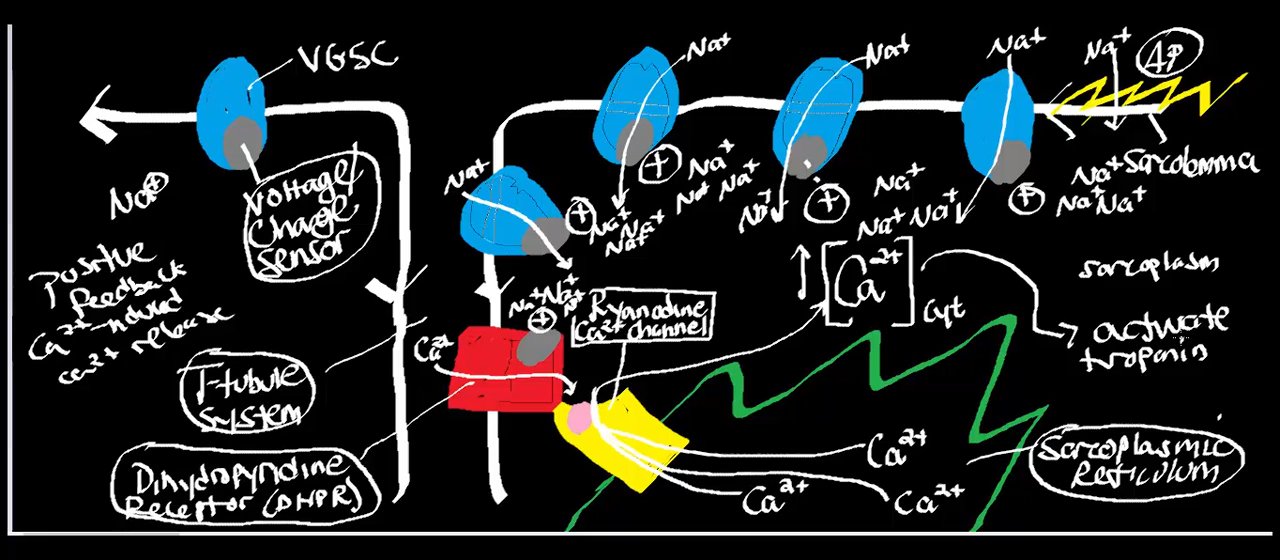 VGSC
Na+
Na+
Na+
Na+
AP
Sarcolemma
Na+
Na+ Na+
Na+
Na+
Na+ Na+
Na+
Na+
Na+ Na+
Na+ Na+
Na+
Na+
Na+
Voltage/
Charge
Sensor
Positive
feedback
Ca2+-induced
Ca2+ release
[Ca2+] Cyt
sarcoplasm
activate
troponin
Na+ Na+
Na+
Ryanodine
Ca2+ channel
Ca2+
T-tubule
System
Dihydropyridine
Receptor (DHPR)
Ca2+
Ca2+
Ca2+
Sarcoplasmic
Reticulum